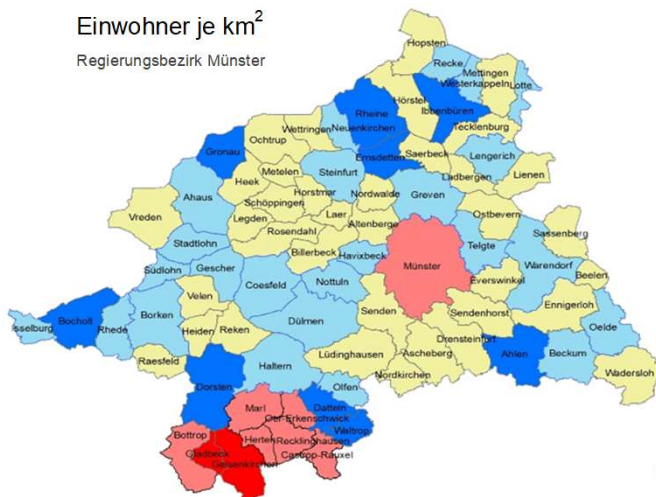 Einwohner je km²
Regierungsbezirk Münster
Hopsten
Recke
Mettingen
Westerkappeln
Lotte
Hörstel
Ibbenbüren
Rheine
Neuenkirchen
Wettringen
Ochtrup
Tecklenburg
Gronau
Emsdetten
Saerbeck
Lengerich
Ladbergen
Lienen
Metelen
Steinfurt
Heek
Ahaus
Horstmar
Nordwalde
Greven
Schöppingen
Vreden
Legden
Laer
Altenberge
Ostbevern
Rosendahl
Sassenberg
Stadtlohn
Billerbeck
Havixbeck
Telgte
Münster
Warendorf
Südlohn
Gescher
Coesfeld
Nottuln
Everswinkel
Beelen
Velen
Ennigerloh
Isselburg
Bocholt
Rhede
Borken
Senden
Sendenhorst
Dülmen
Oelde
Heiden
Reken
Drensteinfurt
Raesfeld
Lüdinghausen
Ascheberg
Ahlen
Beckum
Haltern
Nordkirchen
Wadersloh
Dorsten
Olfen
Marl
Datteln
Oer-Erkenschwick
Waltrop
Bottrop
Herten
Recklinghausen
Gladbeck
Castrop-Rauxel
Gelsenkirchen